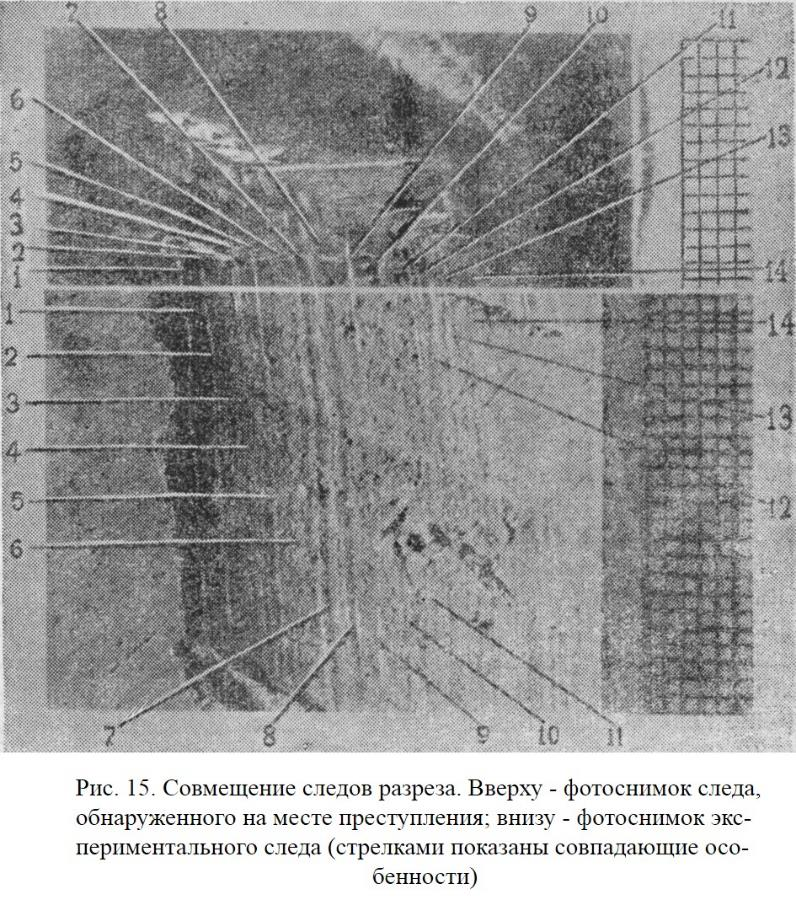 7 8 9 10 11
12
6
13
5
4
3
2
1 14
1
14
2
3
13
4
5
12
6
7 8 9 10 11
Рис. 15. Совмещение следов разреза. Вверху - фотоснимок следа,
обнаруженного на месте преступления; внизу - фотоснимок экс-
периментального следа (стрелками показаны совпадающие осо-
бенности)